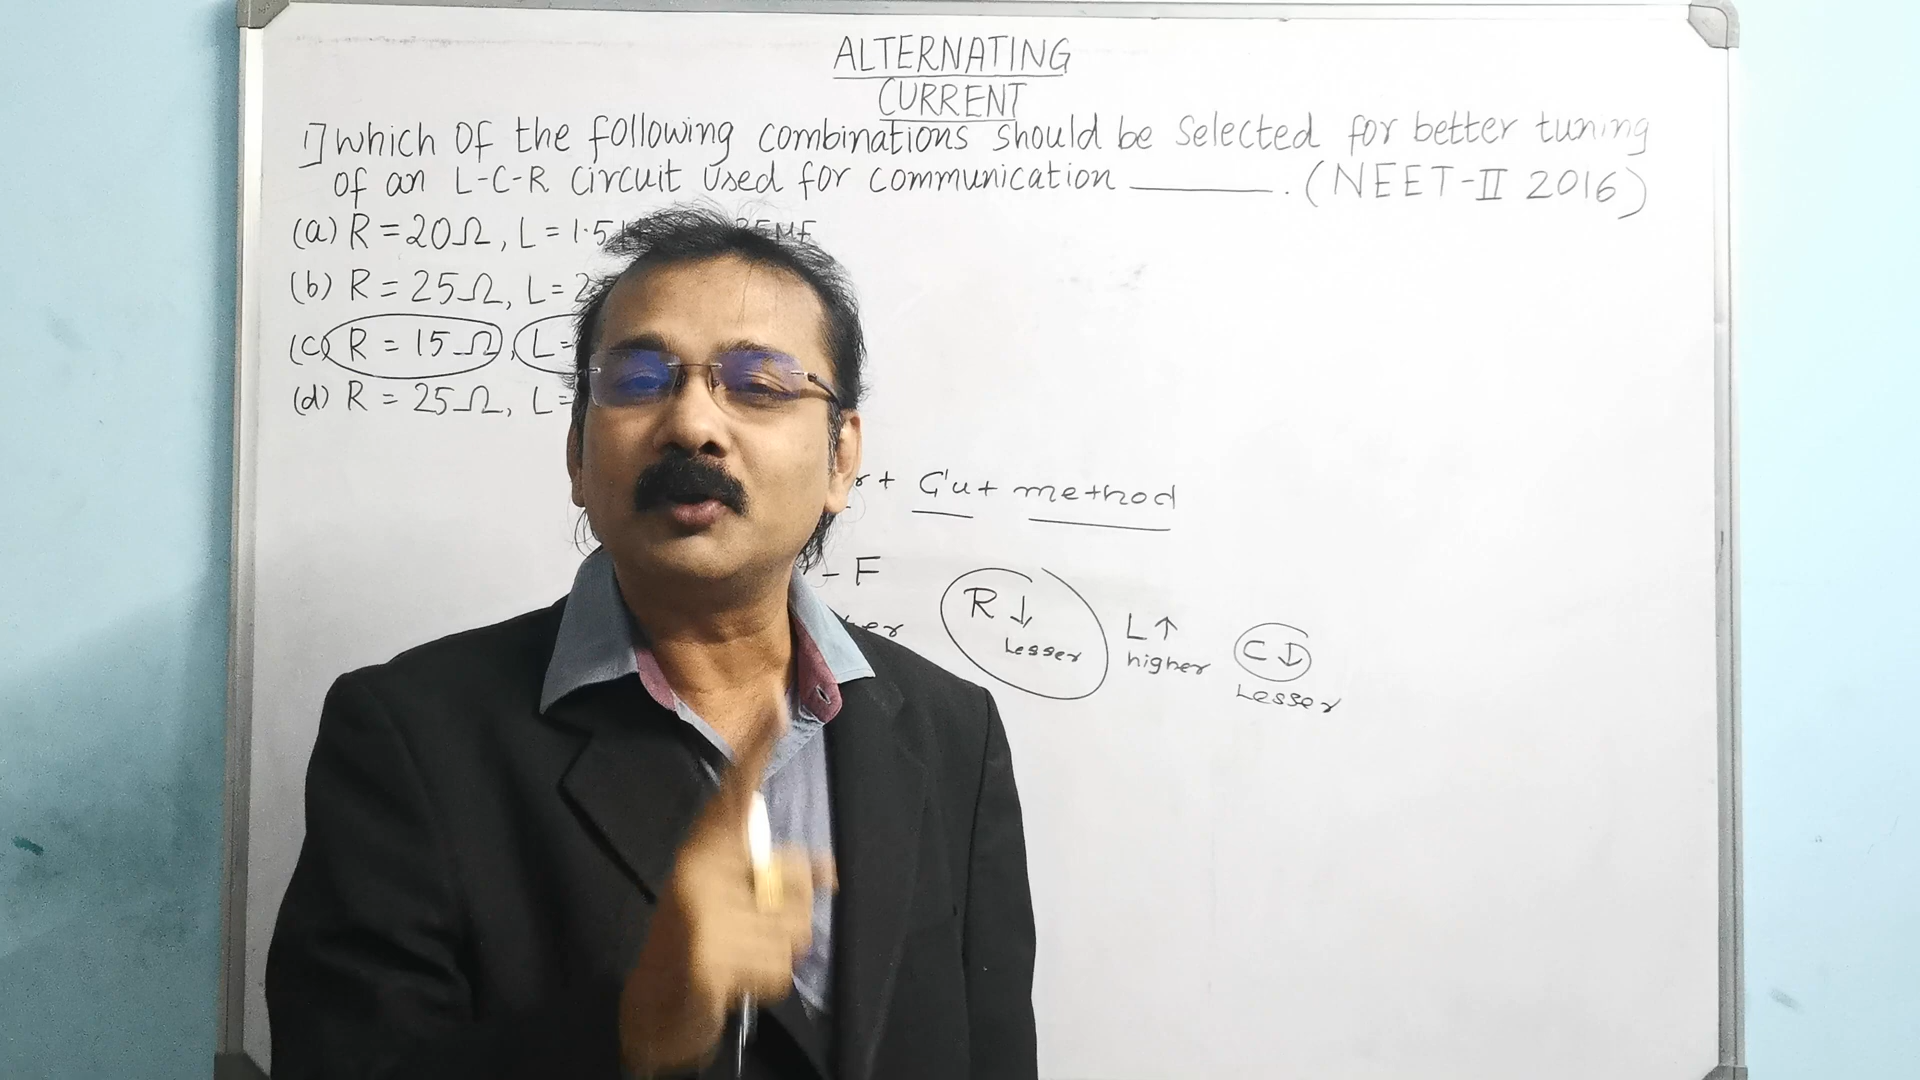 ALTERNATING
CURRENT
1] Which of the following combinations should be selected for better tuning
of an L-C-R circuit used for communication ______. (NEET-II 2016)
(a) R = 20Ω, L = 1.5
(b) R = 25Ω, L = 2
(c) R = 15Ω, L =
(d) R = 25Ω, L =
method
- F
R ↓
Lesser
L ↑
higher
C ↓
Lesser